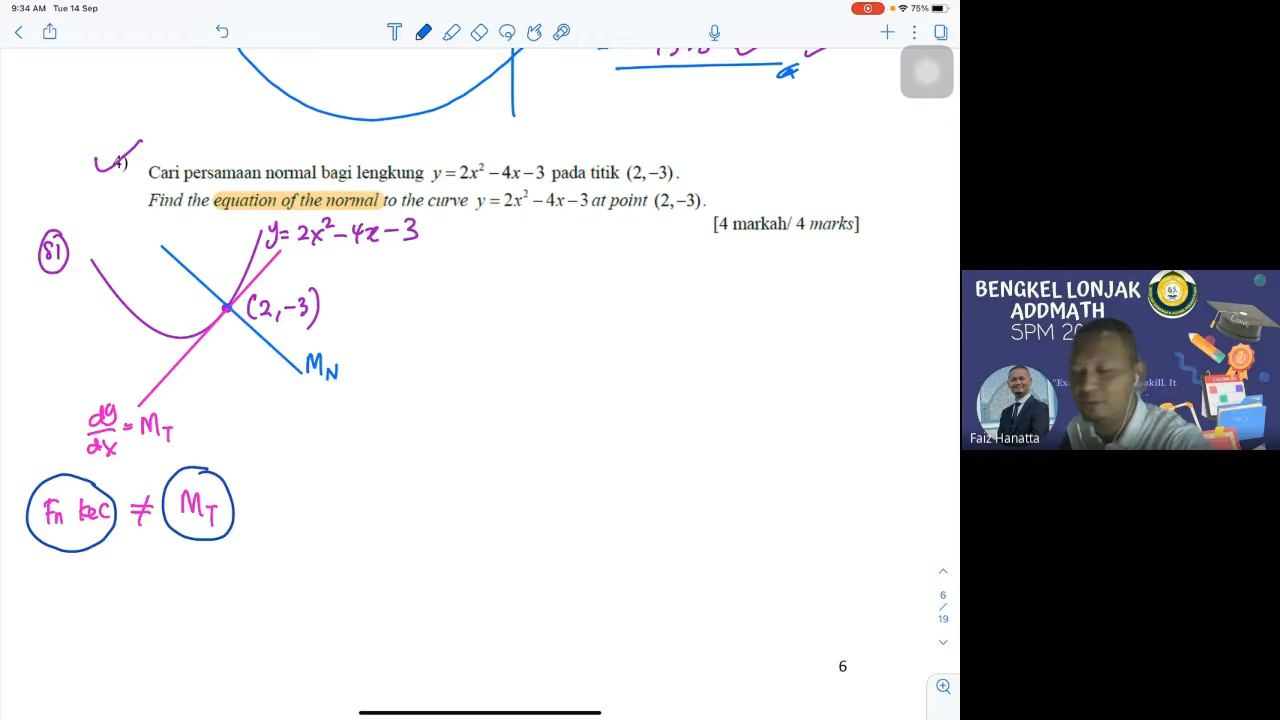 9:34 AM Tue 14 Sep
75%
4)
Cari persamaan normal bagi lengkung y = 2x² – 4x – 3 pada titik (2, –3).
Find the equation of the normal to the curve y = 2x² – 4x – 3 at point (2, –3).
[4 markah/ 4 marks]
S1
y = 2x² – 4x – 3
(2, –3)
M_N
dy/dx = M_T
Fn kec ≠ M_T
6
/
19
6
BENGKEL LONJAK
ADDMATH
SPM 20
skill, It
CALENDAR
Faiz Hanatta